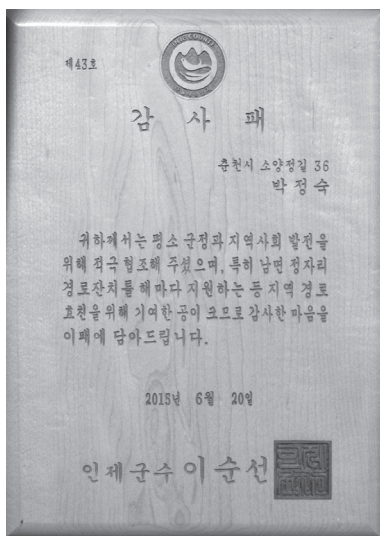 제43호
감 사 패
춘천시 소양정길 36
박 정 숙
귀하께서는 평소 군정과 지역사회 발전을
위해 적극 협조해 주셨으며, 특히 남면 정자리
경로잔치를 해마다 지원하는 등 지역 경로
효친을 위해 기여한 공이 크므로 감사한 마음을
이패에 담아드립니다.
2015년 6월 20일
인제군수 이순선